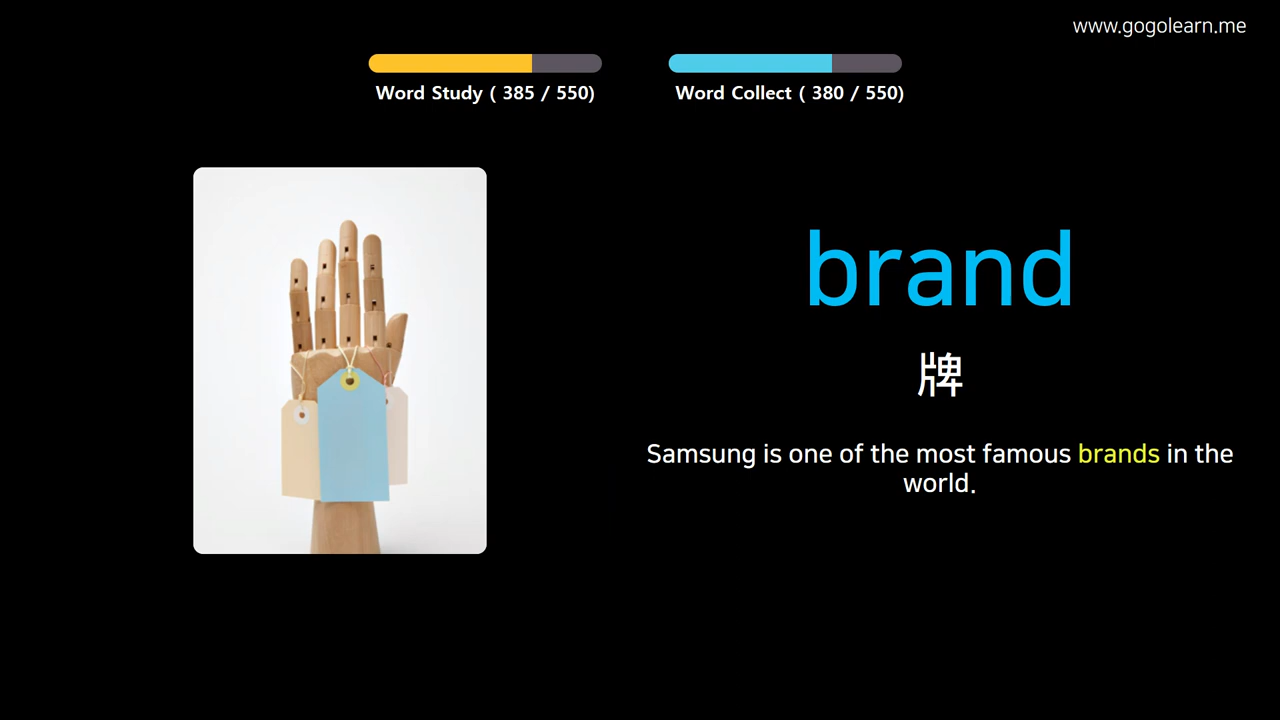 www.gogolearn.me
Word Study ( 385 / 550)
Word Collect ( 380 / 550)
brand
牌
Samsung is one of the most famous brands in the
world.